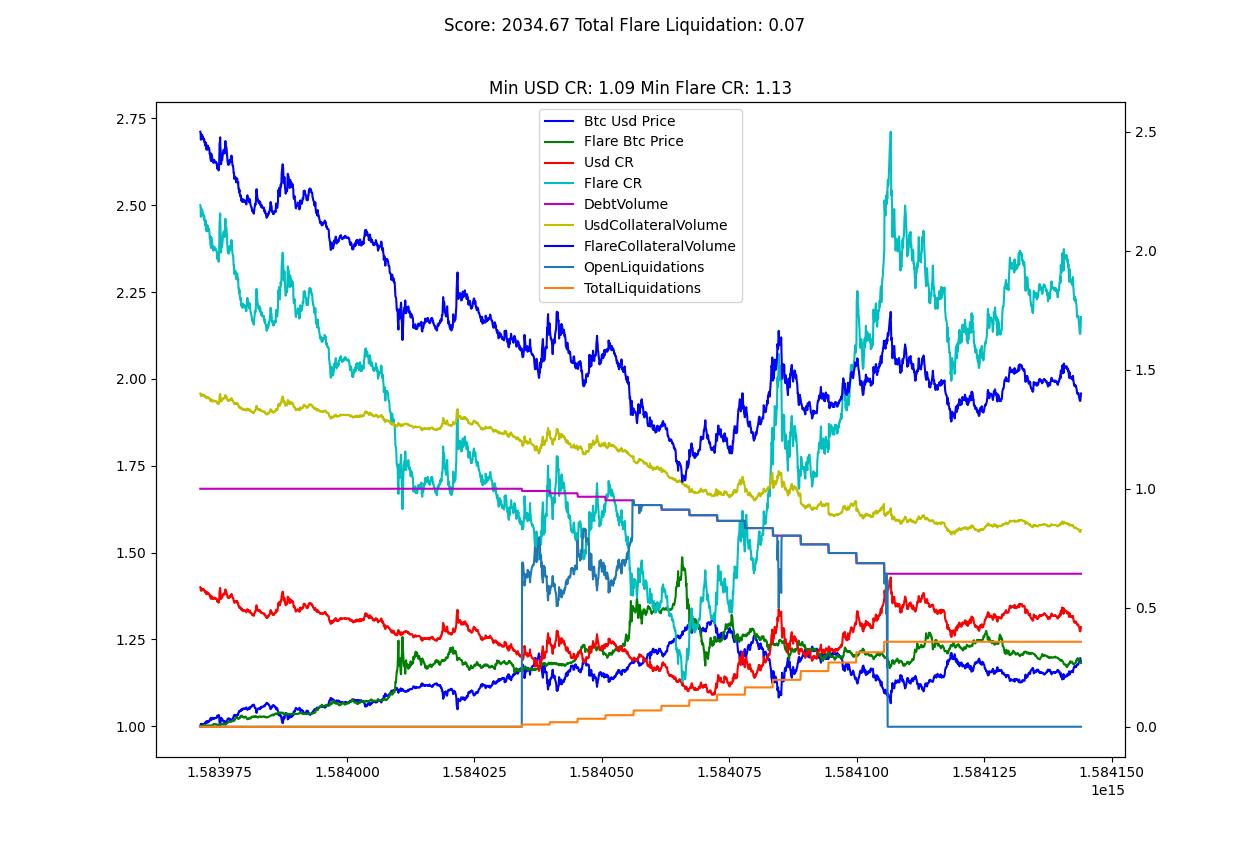 Score: 2034.67 Total Flare Liquidation: 0.07
Min USD CR: 1.09 Min Flare CR: 1.13
Btc Usd Price
Flare Btc Price
Usd CR
Flare CR
DebtVolume
UsdCollateralVolume
FlareCollateralVolume
OpenLiquidations
TotalLiquidations
2.75
2.50
2.25
2.00
1.75
1.50
1.25
1.00
2.5
2.0
1.5
1.0
0.5
0.0
1.583975 1.584000 1.584025 1.584050 1.584075 1.584100 1.584125 1.584150
1e15